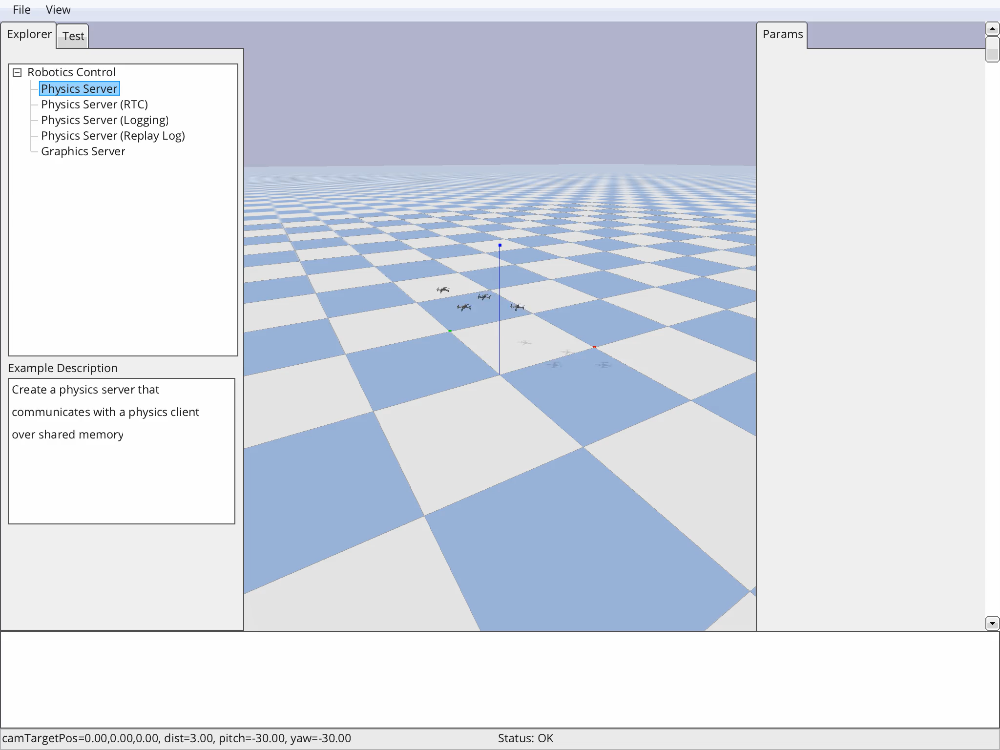 File View
Explorer Test
Params
Robotics Control
Physics Server
Physics Server (RTC)
Physics Server (Logging)
Physics Server (Replay Log)
Graphics Server
Example Description
Create a physics server that
communicates with a physics client
over shared memory
camTargetPos=0.00,0.00,0.00, dist=3.00, pitch=-30.00, yaw=-30.00
Status: OK